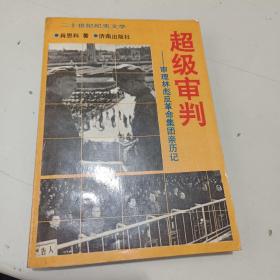 二十世纪纪实文学
●肖思科 著 ●济南出版社
超级审判
——审理林彪反革命集团亲历记
告人